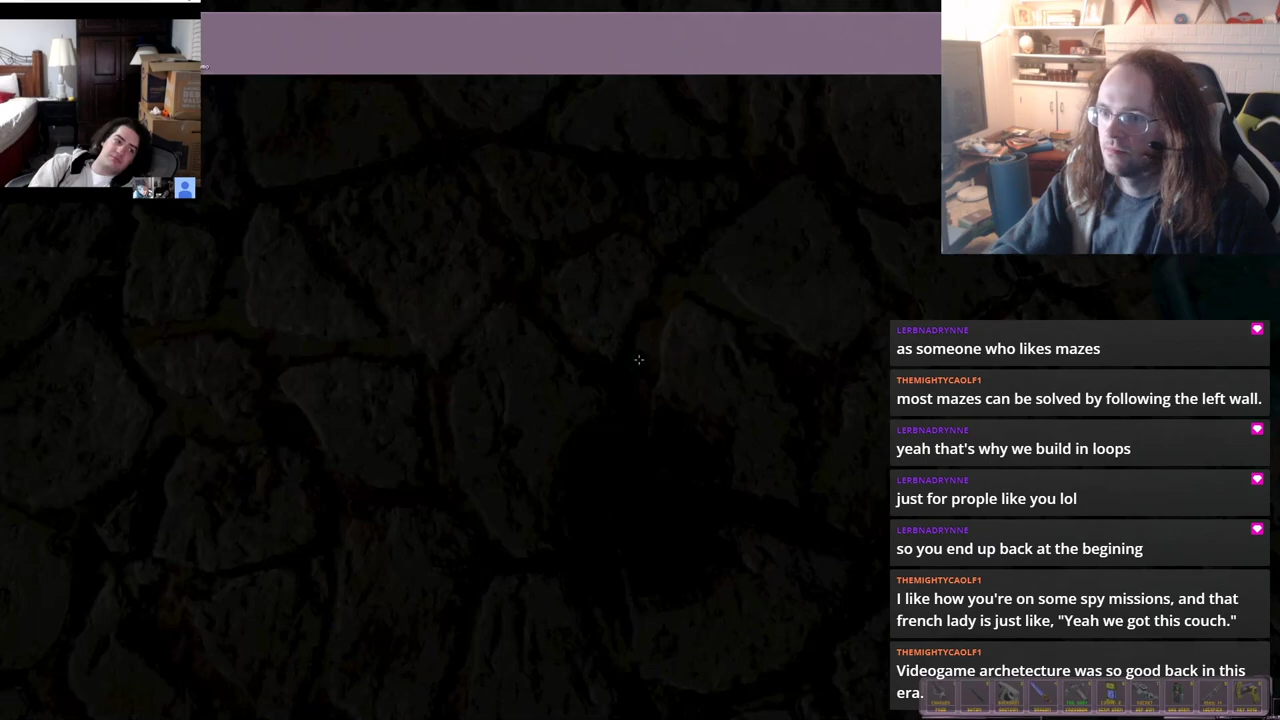 LERBNADRYNNE
as someone who likes mazes
THEMIGHTYCAOLF1
most mazes can be solved by following the left wall.
LERBNADRYNNE
yeah that's why we build in loops
LERBNADRYNNE
just for prople like you lol
LERBNADRYNNE
so you end up back at the begining
THEMIGHTYCAOLF1
I like how you're on some spy missions, and that
french lady is just like, "Yeah we got this couch."
THEMIGHTYCAOLF1
Videogame archetecture was so good back in this
era.